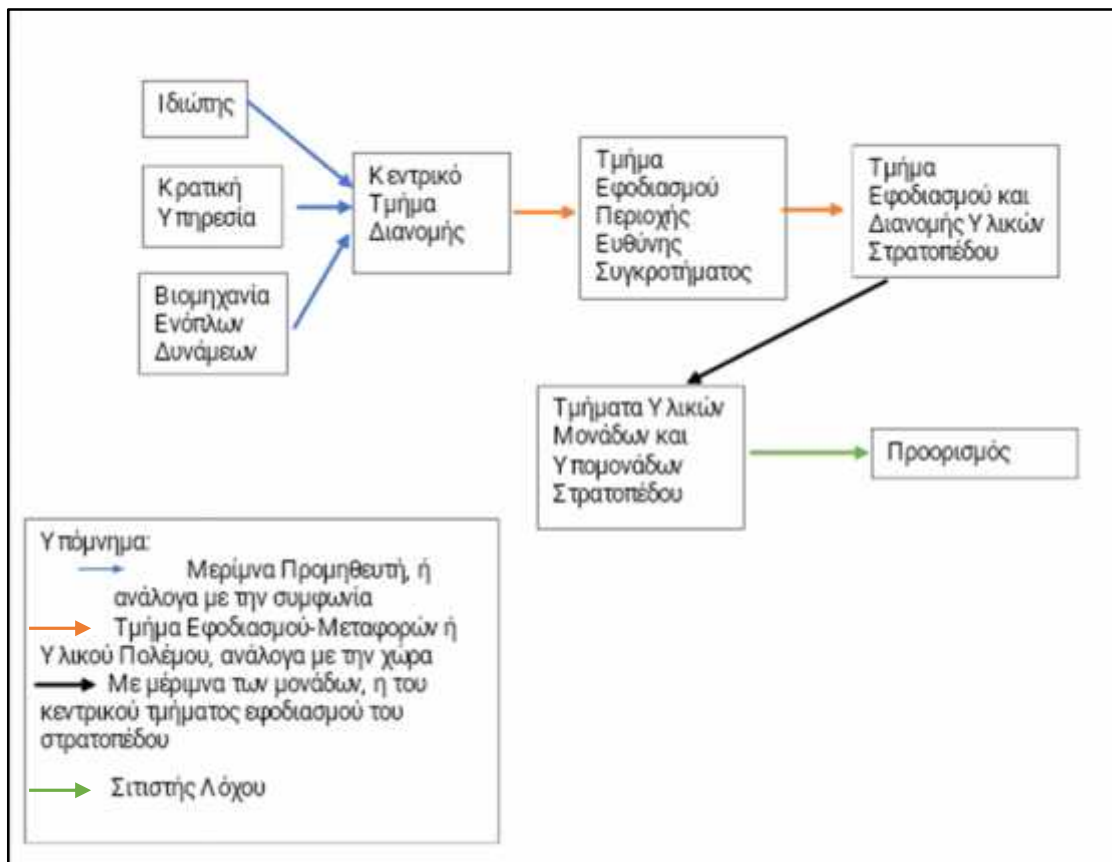 Ιδιώτης
Κρατική
Υπηρεσία
Βιομηχανία
Ενόπλων
Δυνάμεων
Κεντρικό
Τμήμα
Διανομής
Τμήμα
Εφοδιασμού
Περιοχής
Ευθύνης
Συγκροτήματος
Τμήμα
Εφοδιασμού και
Διανομής Υλικών
Στρατοπέδου
Τμήματα Υλικών
Μονάδων και
Υπομονάδων
Στρατοπέδου
Προορισμός
Υπόμνημα:
Μερίμνα Προμηθευτή, ή
ανάλογα με την συμφωνία
Τμήμα Εφοδιασμού-Μεταφορών ή
Υλικού Πολέμου, ανάλογα με την χώρα
Με μέριμνα των μονάδων, η του
κεντρικού τμήματος εφοδιασμού του
στρατοπέδου
Σιτιστής Λόχου